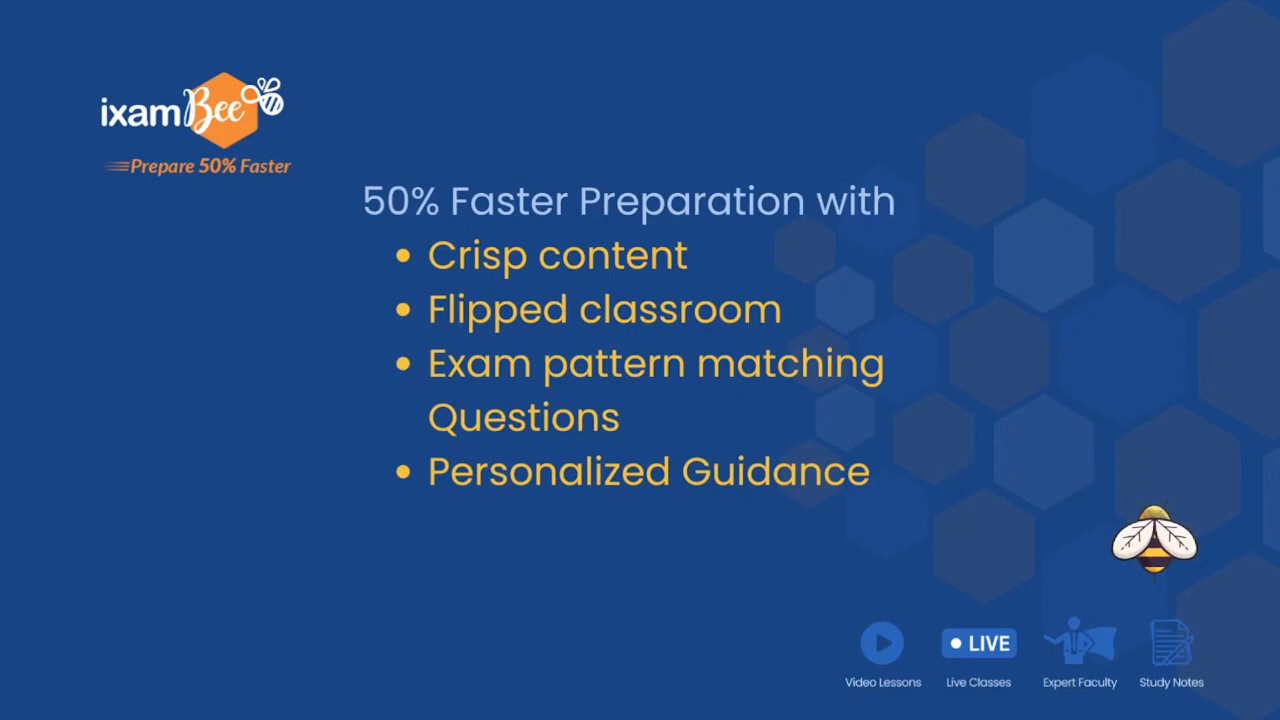 ixamBee
Prepare 50% Faster
50% Faster Preparation with
• Crisp content
• Flipped classroom
• Exam pattern matching
Questions
• Personalized Guidance
LIVE
Video Lessons
Live Classes
Expert Faculty
Study Notes